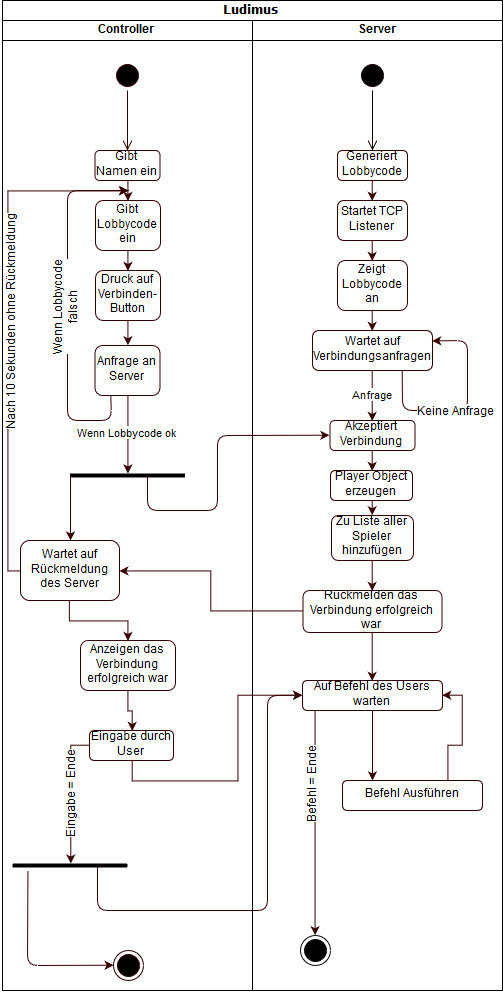 Ludimus
Controller
Server
Gibt
Namen ein
Gibt
Lobbycode
ein
Druck auf
Verbinden-
Button
Anfrage an
Server
Wenn Lobbycode
falsch
Nach 10 Sekunden ohne Rückmeldung
Wenn Lobbycode ok
Wartet auf
Rückmeldung
des Server
Anzeigen das
Verbindung
erfolgreich war
Eingabe durch
User
Eingabe = Ende
Generiert
Lobbycode
Startet TCP
Listener
Zeigt
Lobbycode
an
Wartet auf
Verbindungsanfragen
Anfrage
Keine Anfrage
Akzeptiert
Verbindung
Player Object
erzeugen
Zu Liste aller
Spieler
hinzufügen
Rückmelden das
Verbindung erfolgreich
war
Auf Befehl des Users
warten
Befehl = Ende
Befehl Ausführen